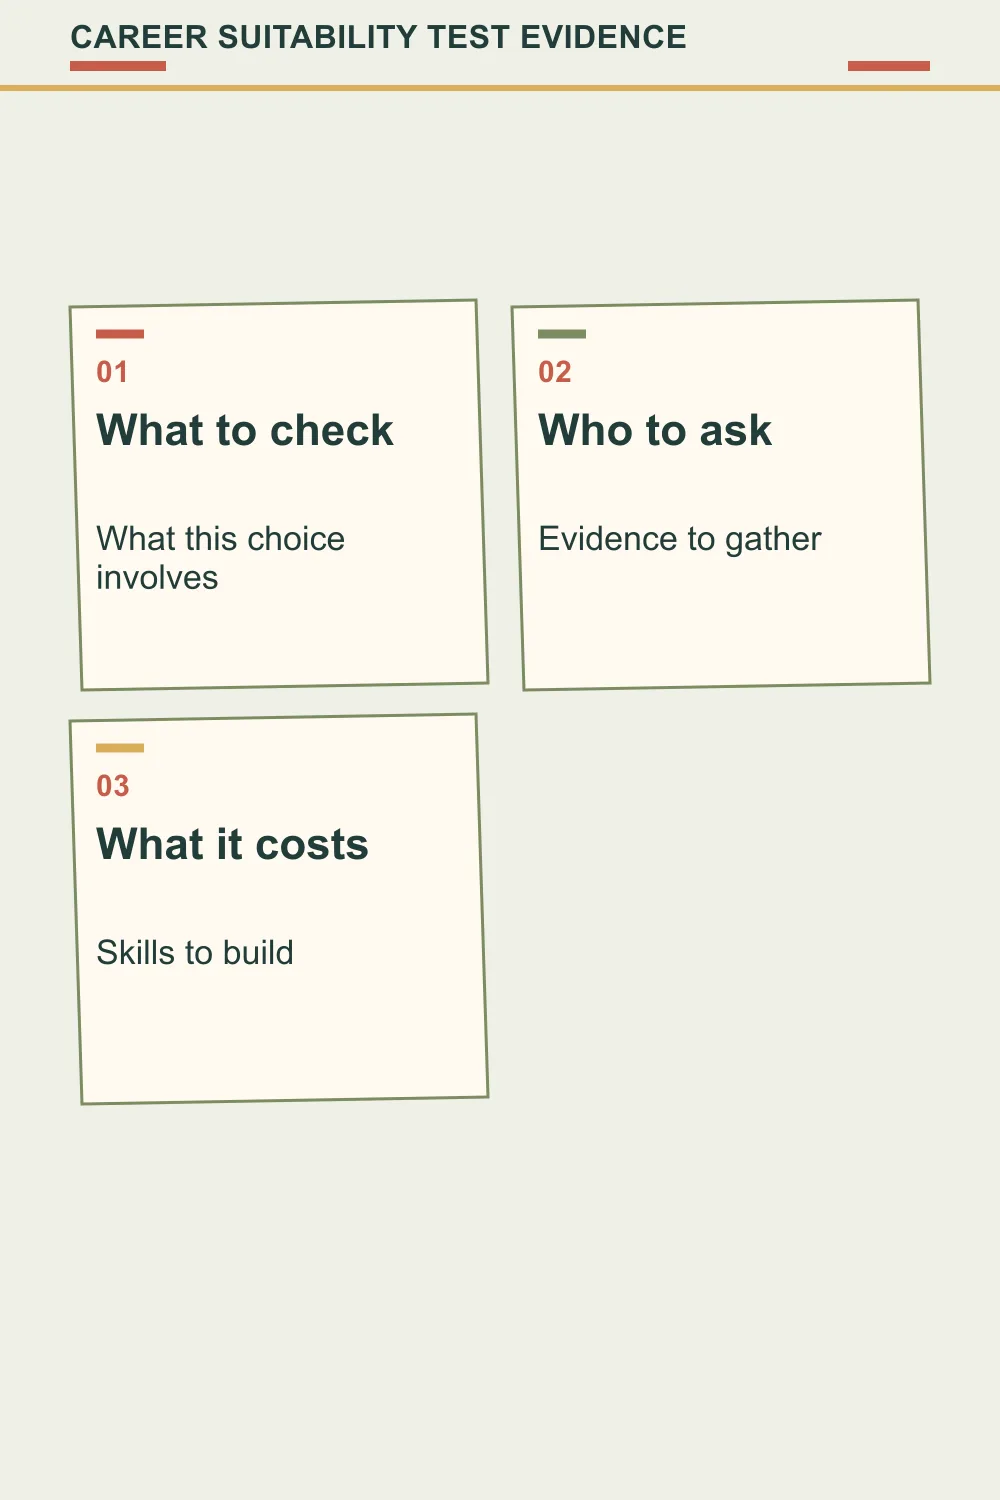 CAREER SUITABILITY TEST EVIDENCE
01
What to check
What this choice
involves
02
Who to ask
Evidence to gather
03
What it costs
Skills to build